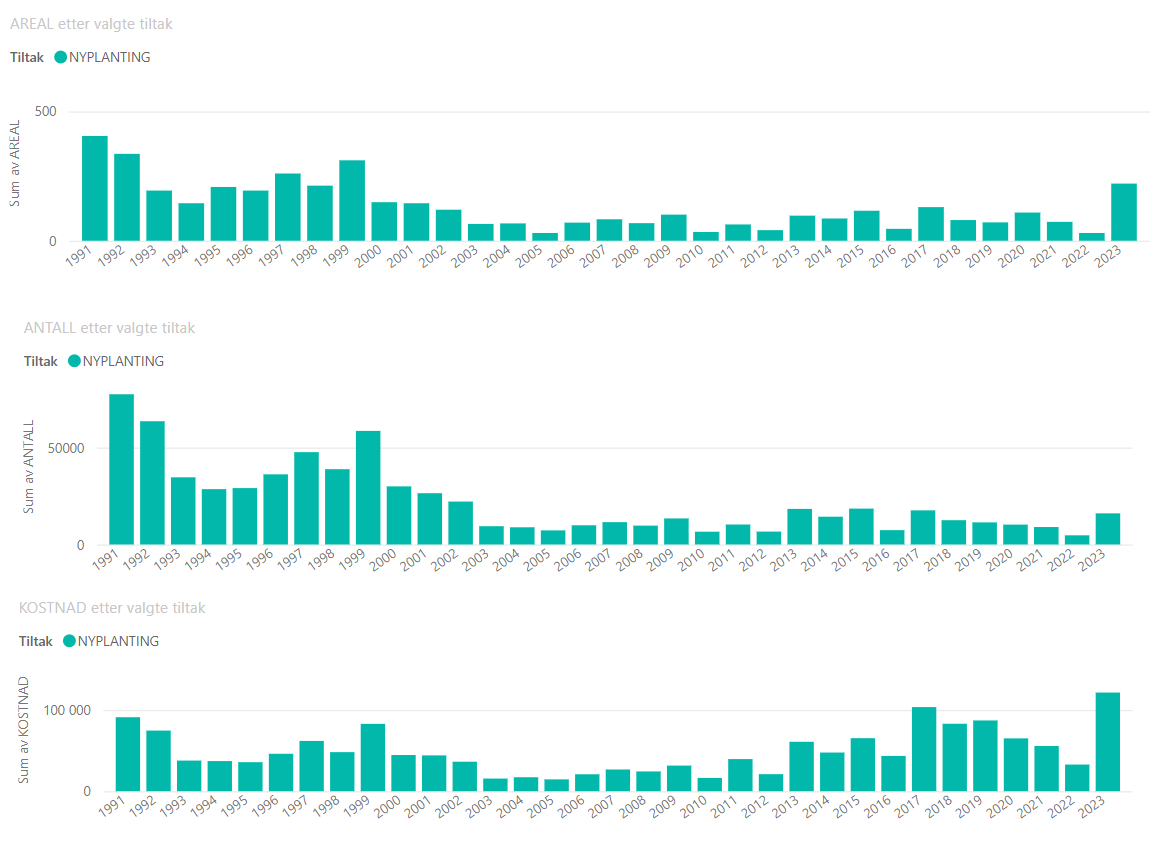 AREAL etter valgte tiltak
Tiltak NYPLANTING
500
Sum av AREAL
0
1991 1992 1993 1994 1995 1996 1997 1998 1999 2000 2001 2002 2003 2004 2005 2006 2007 2008 2009 2010 2011 2012 2013 2014 2015 2016 2017 2018 2019 2020 2021 2022 2023
ANTALL etter valgte tiltak
Tiltak NYPLANTING
50000
Sum av ANTALL
0
1991 1992 1993 1994 1995 1996 1997 1998 1999 2000 2001 2002 2003 2004 2005 2006 2007 2008 2009 2010 2011 2012 2013 2014 2015 2016 2017 2018 2019 2020 2021 2022 2023
KOSTNAD etter valgte tiltak
Tiltak NYPLANTING
100 000
Sum av KOSTNAD
0
1991 1992 1993 1994 1995 1996 1997 1998 1999 2000 2001 2002 2003 2004 2005 2006 2007 2008 2009 2010 2011 2012 2013 2014 2015 2016 2017 2018 2019 2020 2021 2022 2023